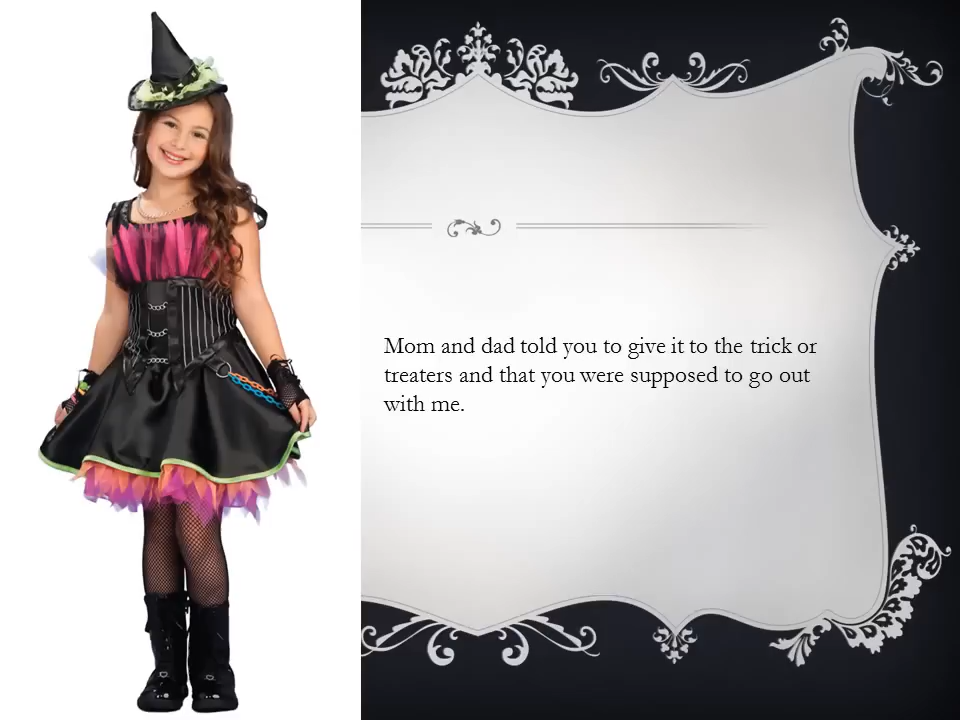 Mom and dad told you to give it to the trick or
treaters and that you were supposed to go out
with me.